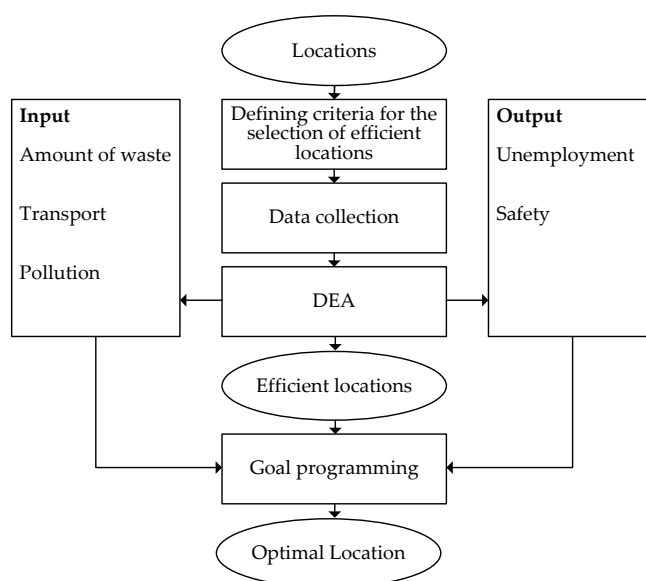 Locations
Defining criteria for the
selection of efficient
locations
Input
Amount of waste
Transport
Pollution
Output
Unemployment
Safety
Data collection
DEA
Efficient locations
Goal programming
Optimal Location